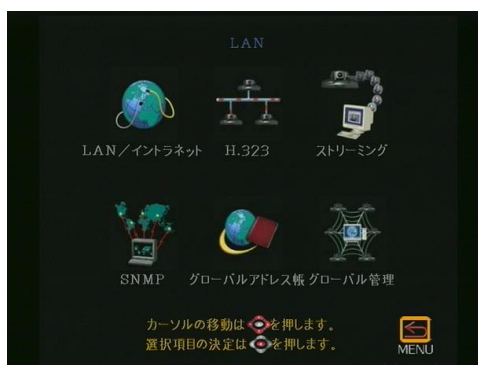 LAN
LAN／イントラネット
H.323
ストリーミング
SNMP
グローバルアドレス帳
グローバル管理
カーソルの移動はを押します。
選択項目の決定はを押します。
MENU